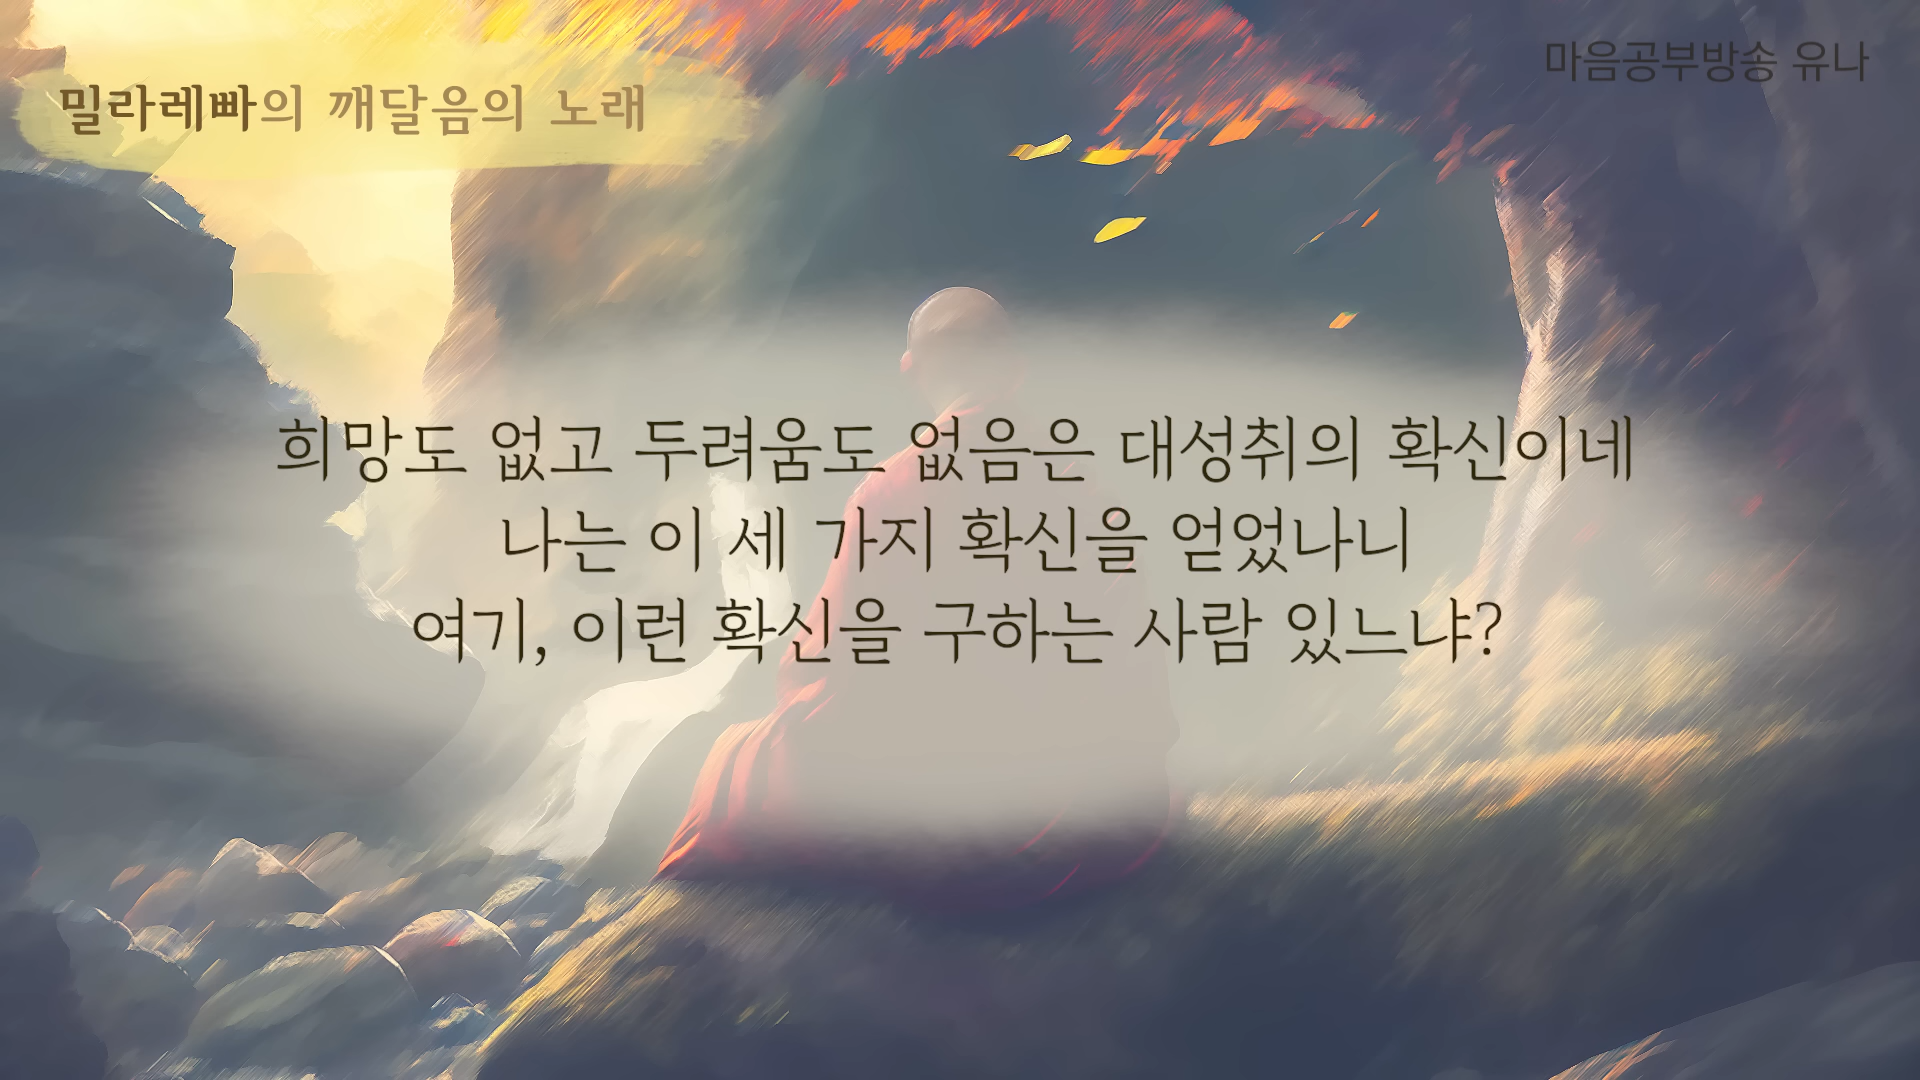 밀라레빠의 깨달음의 노래
마음공부방송 유나
희망도 없고 두려움도 없음은 대성취의 확신이네
나는 이 세 가지 확신을 얻었나니
여기, 이런 확신을 구하는 사람 있느냐?